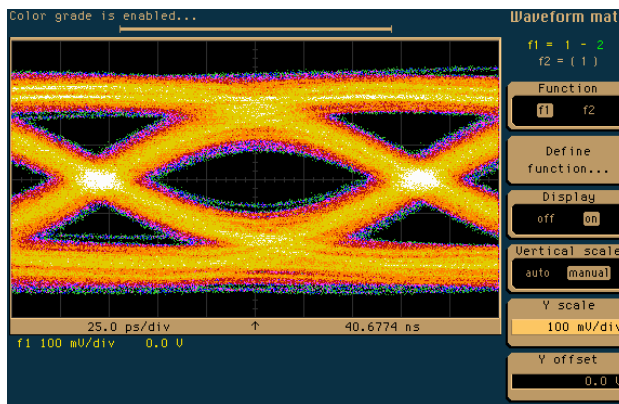 Color grade is enabled...
25.0 ps/div ↑ 40.6774 ns
f1 100 mV/div 0.0 V
Waveform mat
f1 = 1 - 2
f2 = ( 1 )
Function
f1 f2
Define
function...
Display
off on
Vertical scale
auto manual
Y scale
100 mV/div
Y offset
0.0 V